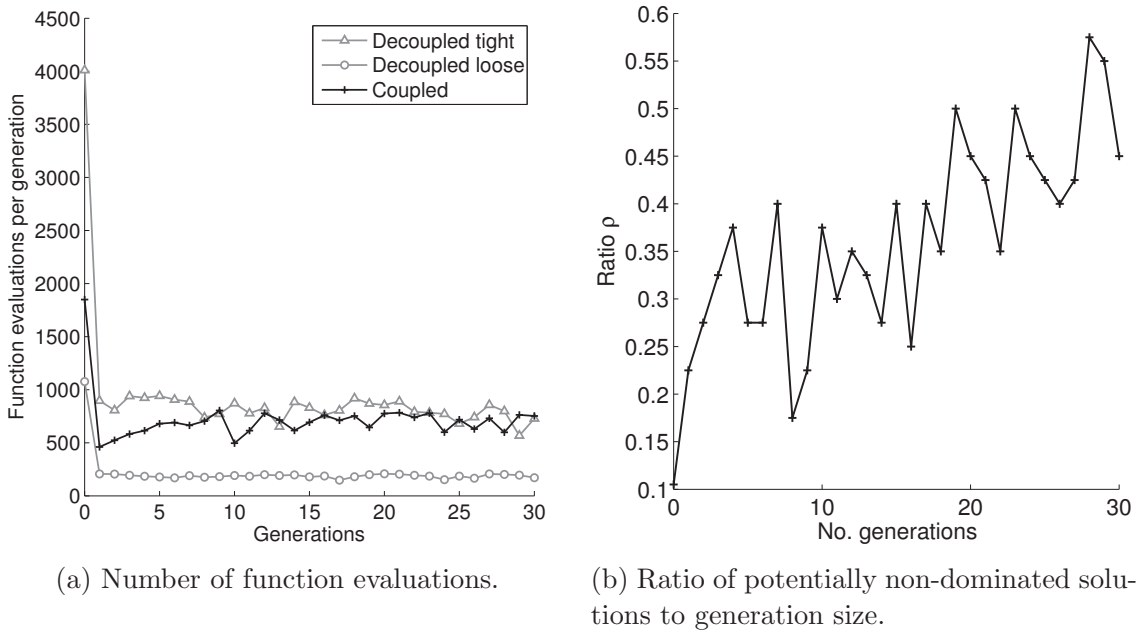 4500
4000
3500
3000
2500
2000
1500
1000
500
0
Function evaluations per generation
Decoupled tight
Decoupled loose
Coupled
0 5 10 15 20 25 30
Generations
(a) Number of function evaluations.
0.6
0.55
0.5
0.45
0.4
0.35
0.3
0.25
0.2
0.15
0.1
Ratio ρ
0 10 20 30
No. generations
(b) Ratio of potentially non-dominated solu-
tions to generation size.